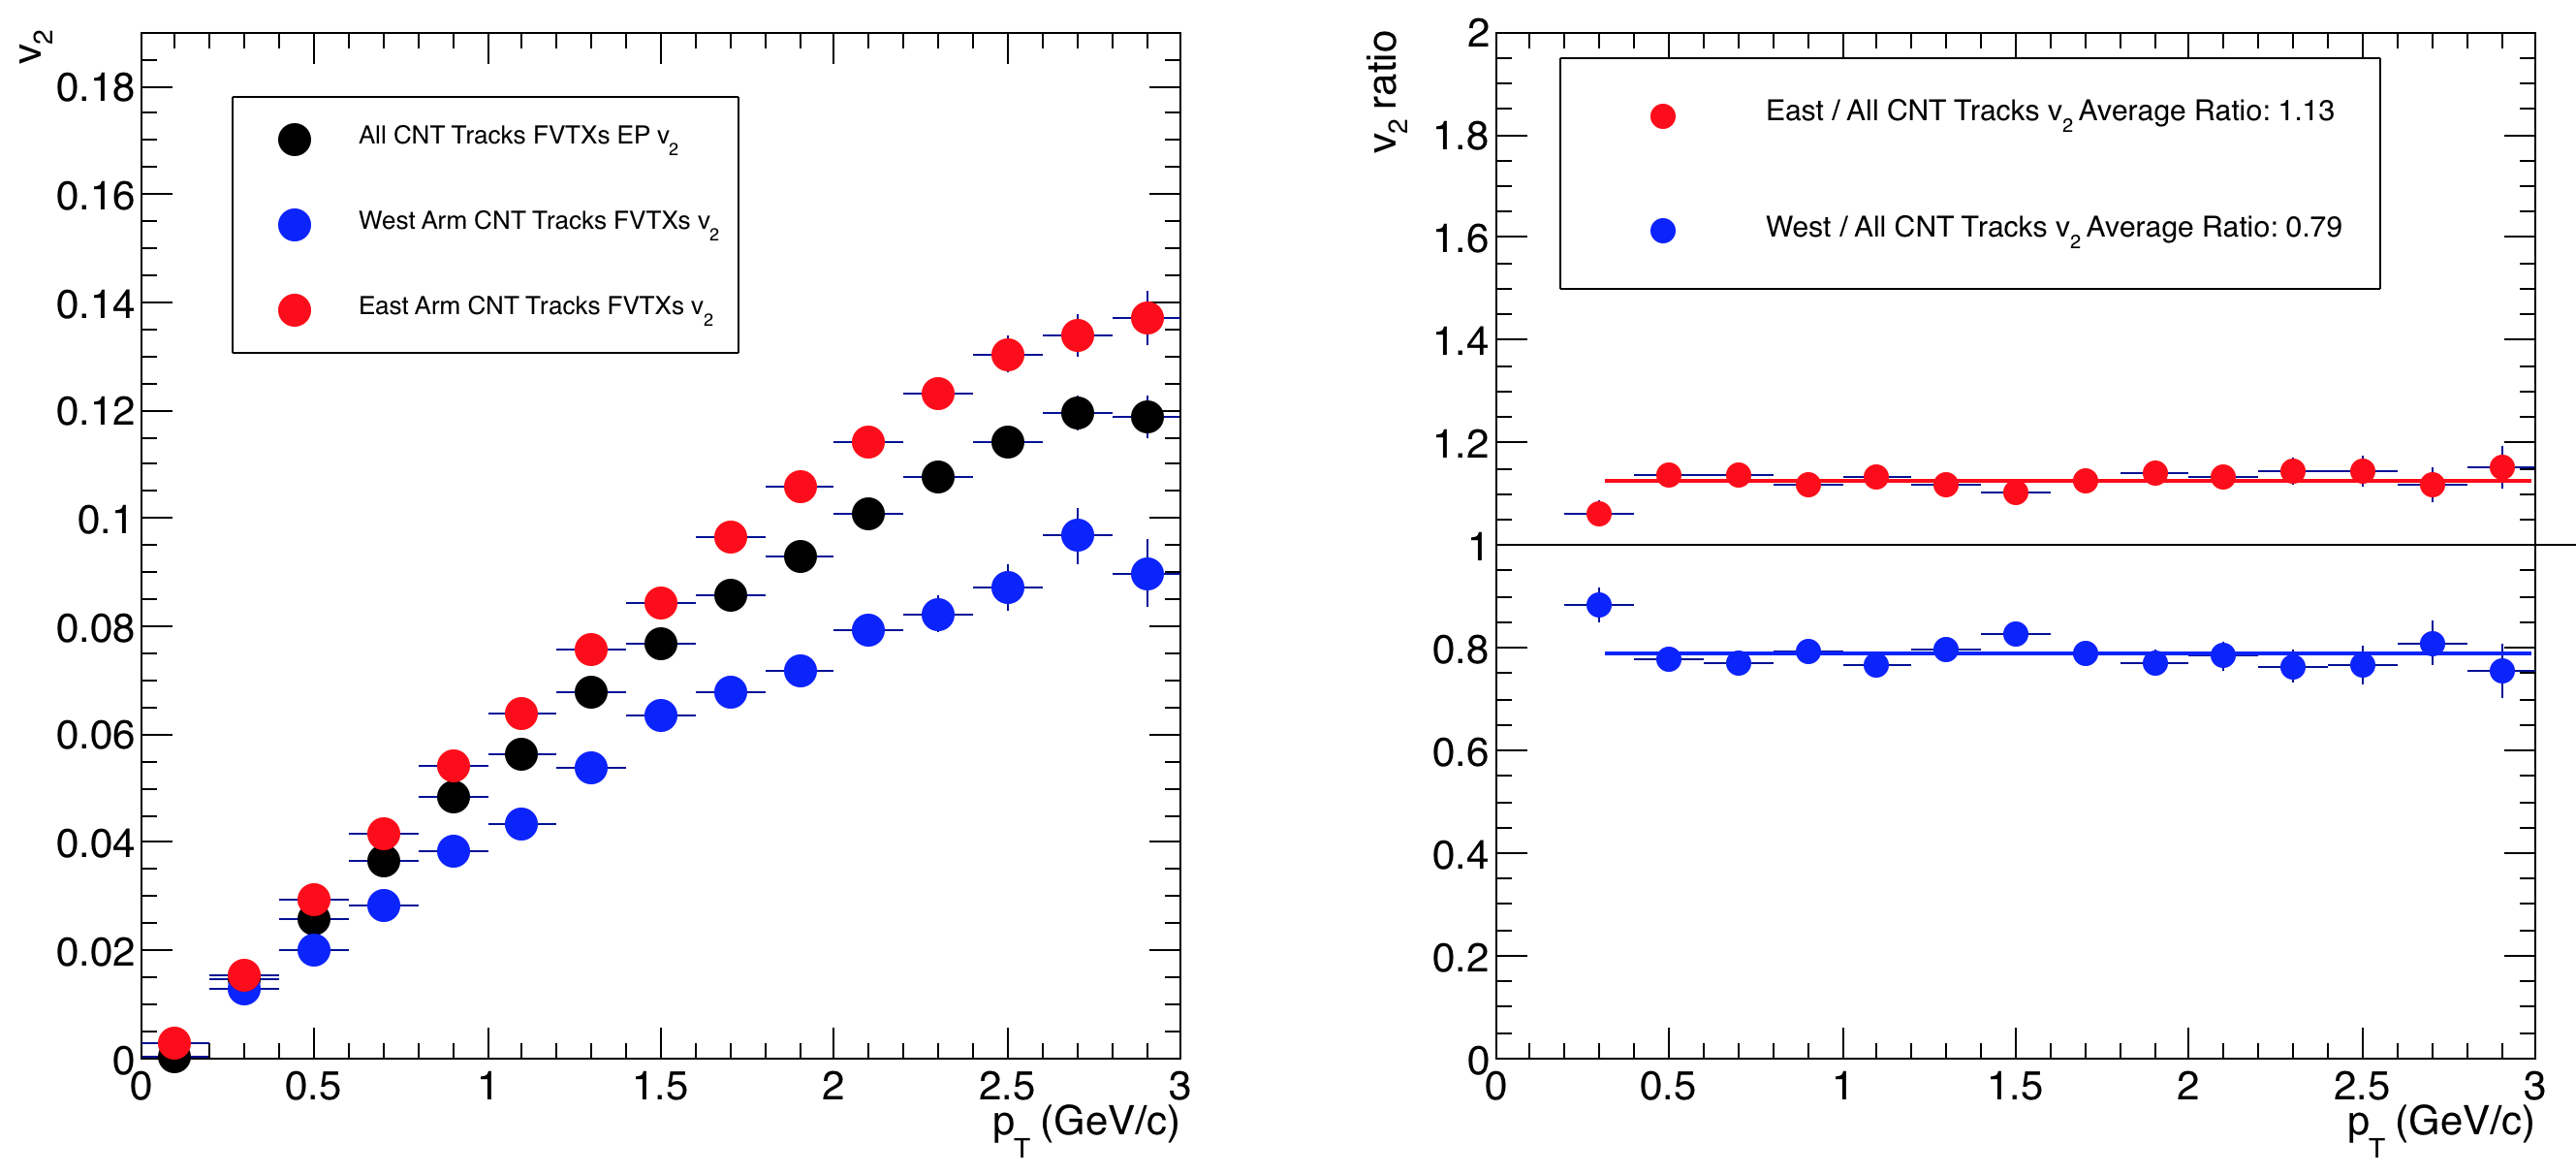 v2
0.18
0.16
0.14
0.12
0.1
0.08
0.06
0.04
0.02
0
All CNT Tracks FVTXs EP v2
West Arm CNT Tracks FVTXs v2
East Arm CNT Tracks FVTXs v2
0 0.5 1 1.5 2 2.5 3
pT (GeV/c)
v2 ratio
2
1.8
1.6
1.4
1.2
1
0.8
0.6
0.4
0.2
0
East / All CNT Tracks v2 Average Ratio: 1.13
West / All CNT Tracks v2 Average Ratio: 0.79
0 0.5 1 1.5 2 2.5 3
pT (GeV/c)